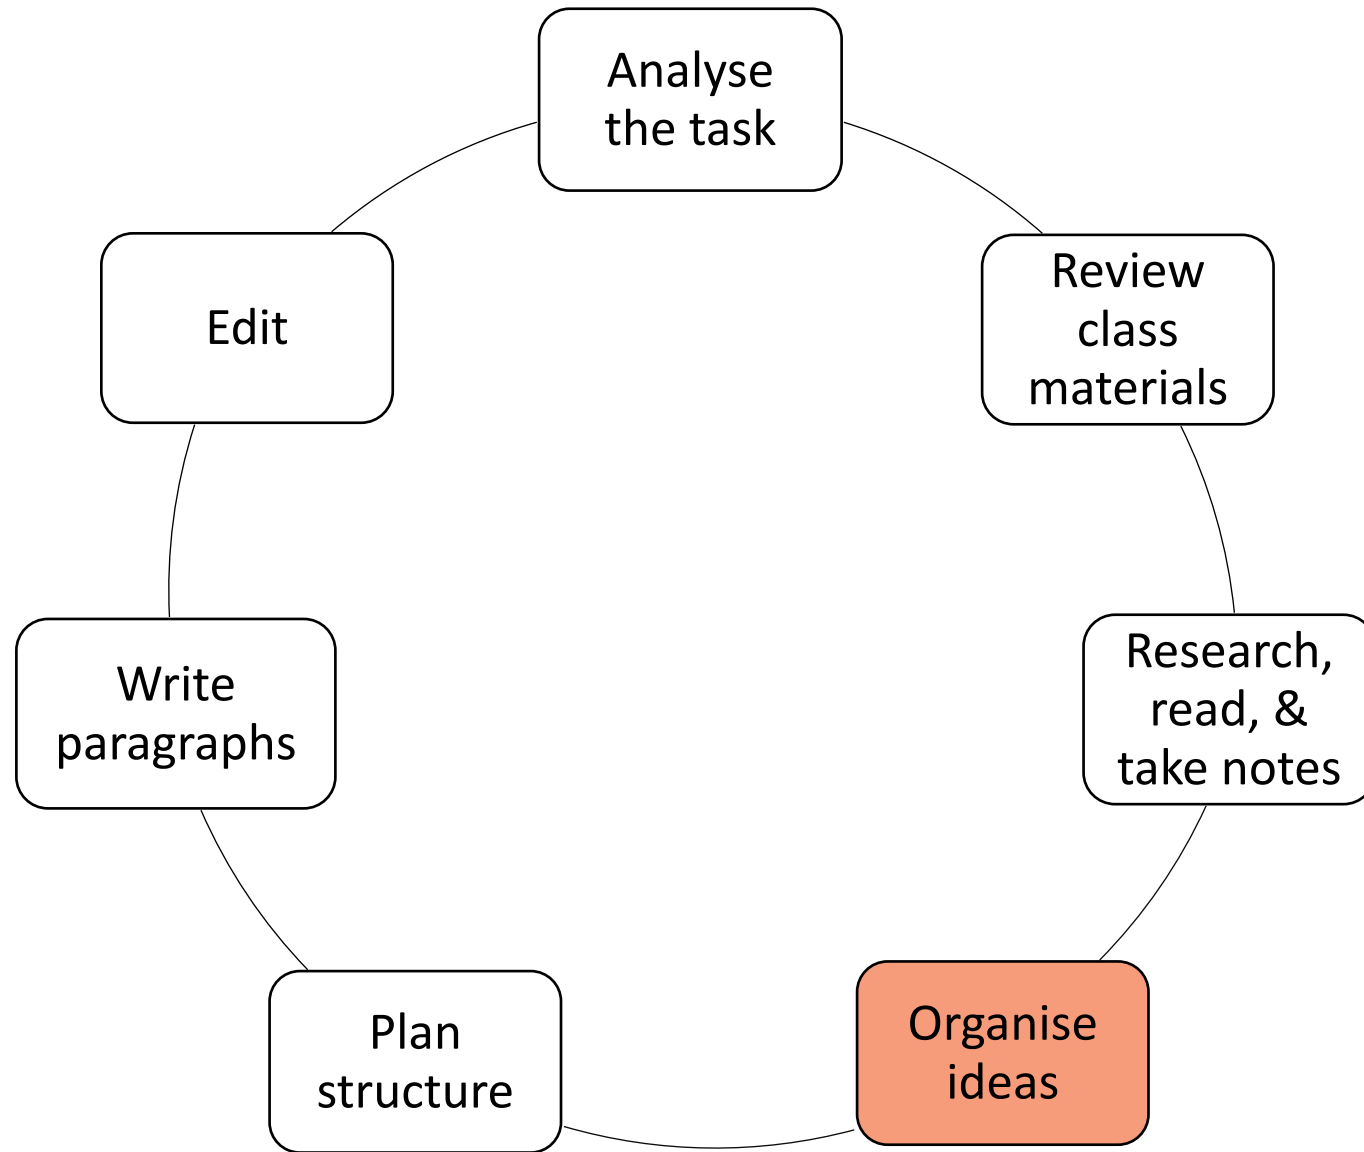 Analyse
the task
Review
class
materials
Research,
read, &
take notes
Organise
ideas
Plan
structure
Write
paragraphs
Edit